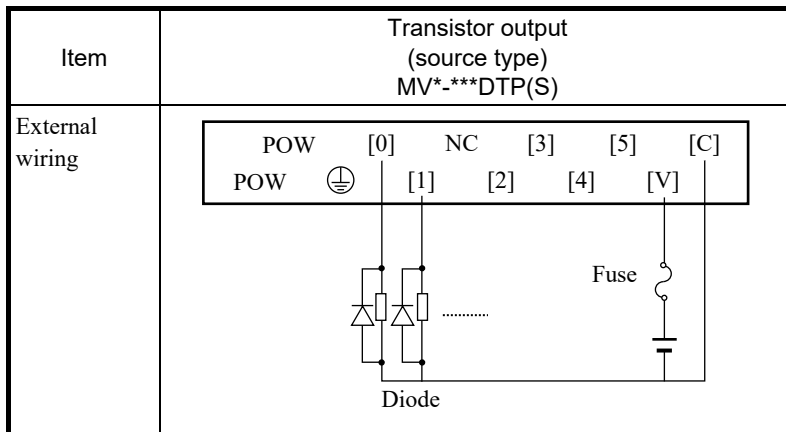 Item
Transistor output
(source type)
MV*-***DTP(S)
External
wiring
POW [0] NC [3] [5] [C]
POW [1] [2] [4] [V]
Fuse
Diode